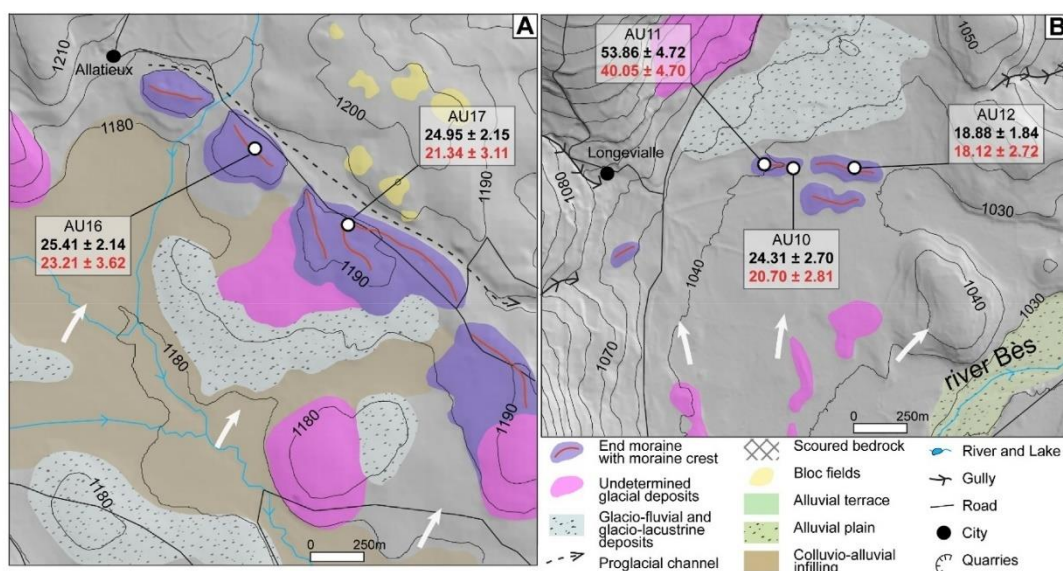 A
1210
Allatieux
1180
1200
AU17
24.95 ± 2.15
21.34 ± 3.11
1190
AU16
25.41 ± 2.14
23.21 ± 3.62
1190
1180
1180
1190
1180
0
250m
B
1050
AU11
53.86 ± 4.72
40.05 ± 4.70
AU12
18.88 ± 1.84
18.12 ± 2.72
Longevialle
1080
1030
AU10
24.31 ± 2.70
20.70 ± 2.81
1040
1040
1030
1070
river Bès
0
250m
End moraine
with moraine crest
Undetermined
glacial deposits
Glacio-fluvial and
glacio-lacustrine
deposits
Proglacial channel
Scoured bedrock
Bloc fields
Alluvial terrace
Alluvial plain
Colluvio-alluvial
infilling
River and Lake
Gully
Road
City
Quarries